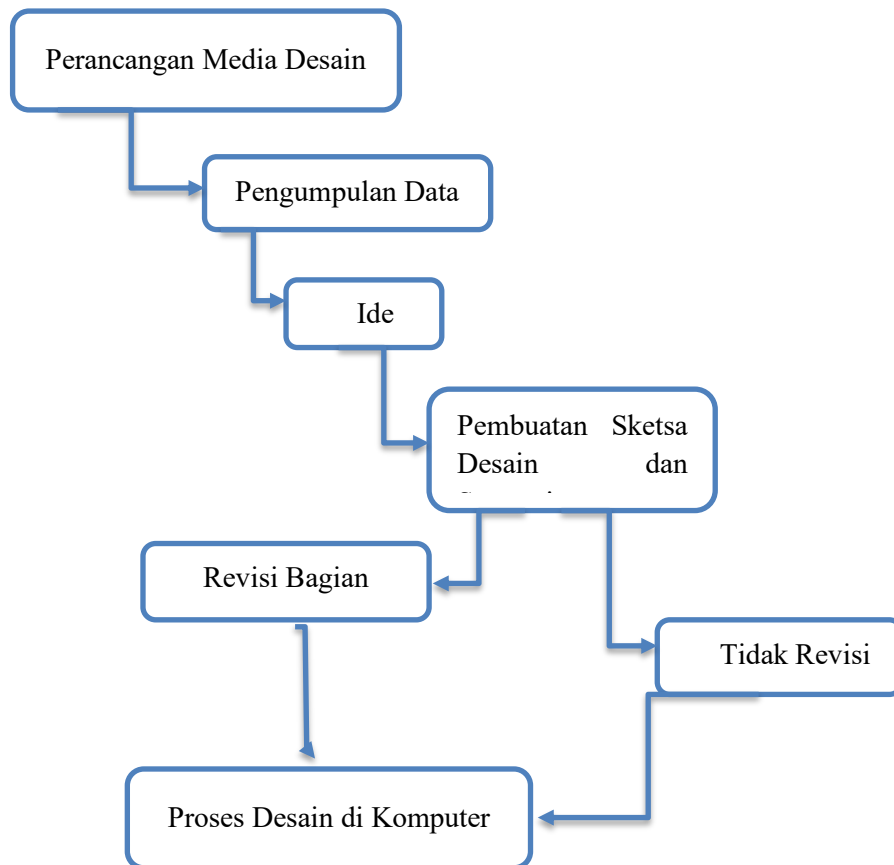 Perancangan Media Desain
Pengumpulan Data
Ide
Pembuatan Sketsa
Desain dan
Revisi Bagian
Tidak Revisi
Proses Desain di Komputer